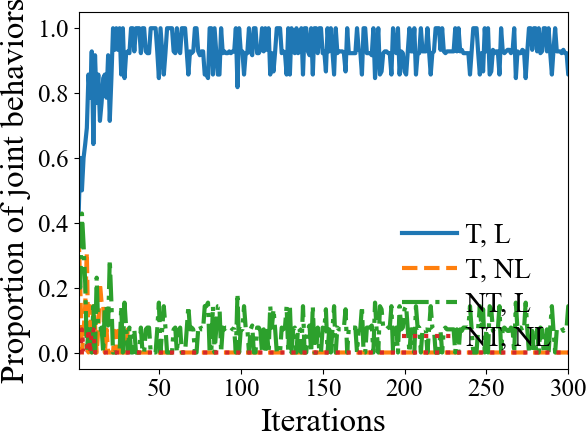 Proportion of joint behaviors
1.0
0.8
0.6
0.4
0.2
0.0
T, L
T, NL
NT, L
NT, NL
50 100 150 200 250 300
Iterations